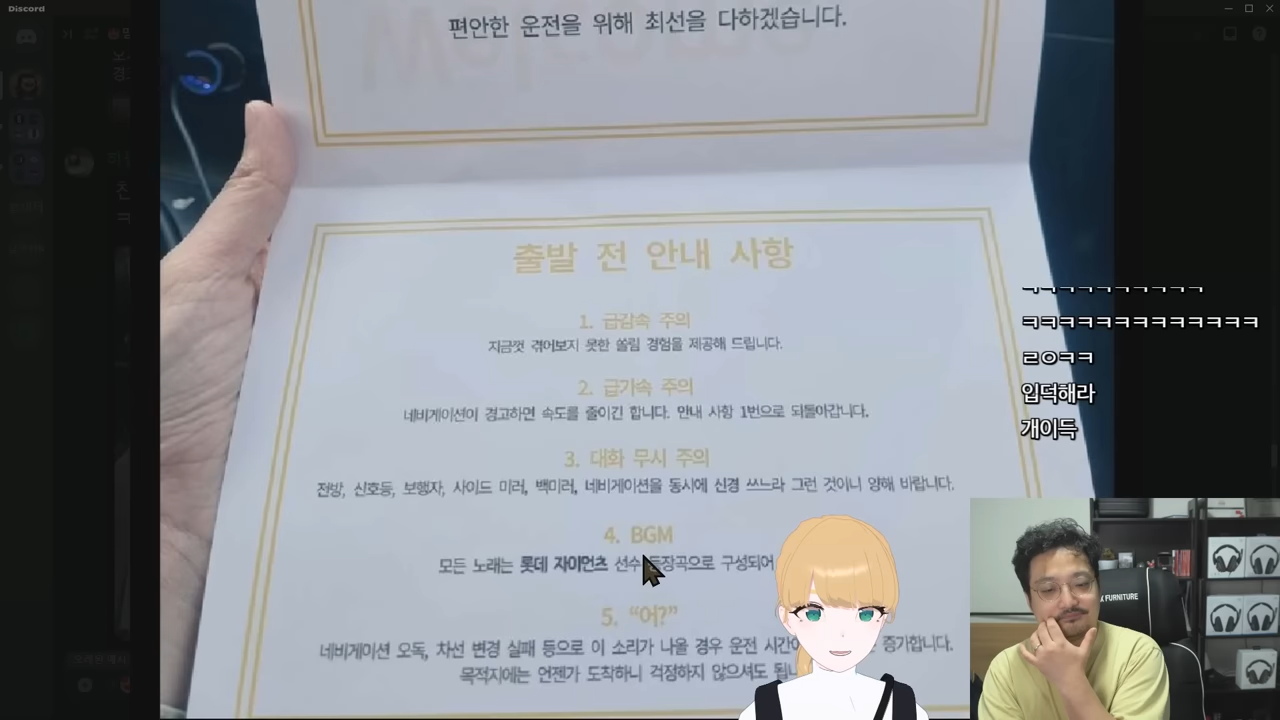 Discord
편안한 운전을 위해 최선을 다하겠습니다.
출발 전 안내 사항
1. 급감속 주의
지금껏 겪어보지 못한 쏠림 경험을 제공해 드립니다.
2. 급가속 주의
네비게이션이 경고하면 속도를 줄이긴 합니다. 안내 사항 1번으로 되돌아갑니다.
3. 대화 무시 주의
전방, 신호등, 보행자, 사이드 미러, 백미러, 네비게이션을 동시에 신경 쓰느라 그런 것이니 양해 바랍니다.
4. BGM
모든 노래는 롯데 자이언츠 선수 등장곡으로 구성되어
5. “어?”
네비게이션 오독, 차선 변경 실패 등으로 이 소리가 나올 경우 운전 시간 증가합니다.
목적지에는 언젠가 도착하니 걱정하지 않으셔도 됩니
ㅋㅋㅋㅋㅋㅋㅋㅋㅋㅋ
ㅋㅋㅋㅋㅋㅋㅋㅋㅋㅋㅋㅋㅋ
ㄹㅇㅋㅋ
입덕해라
개이득
FURNITURE